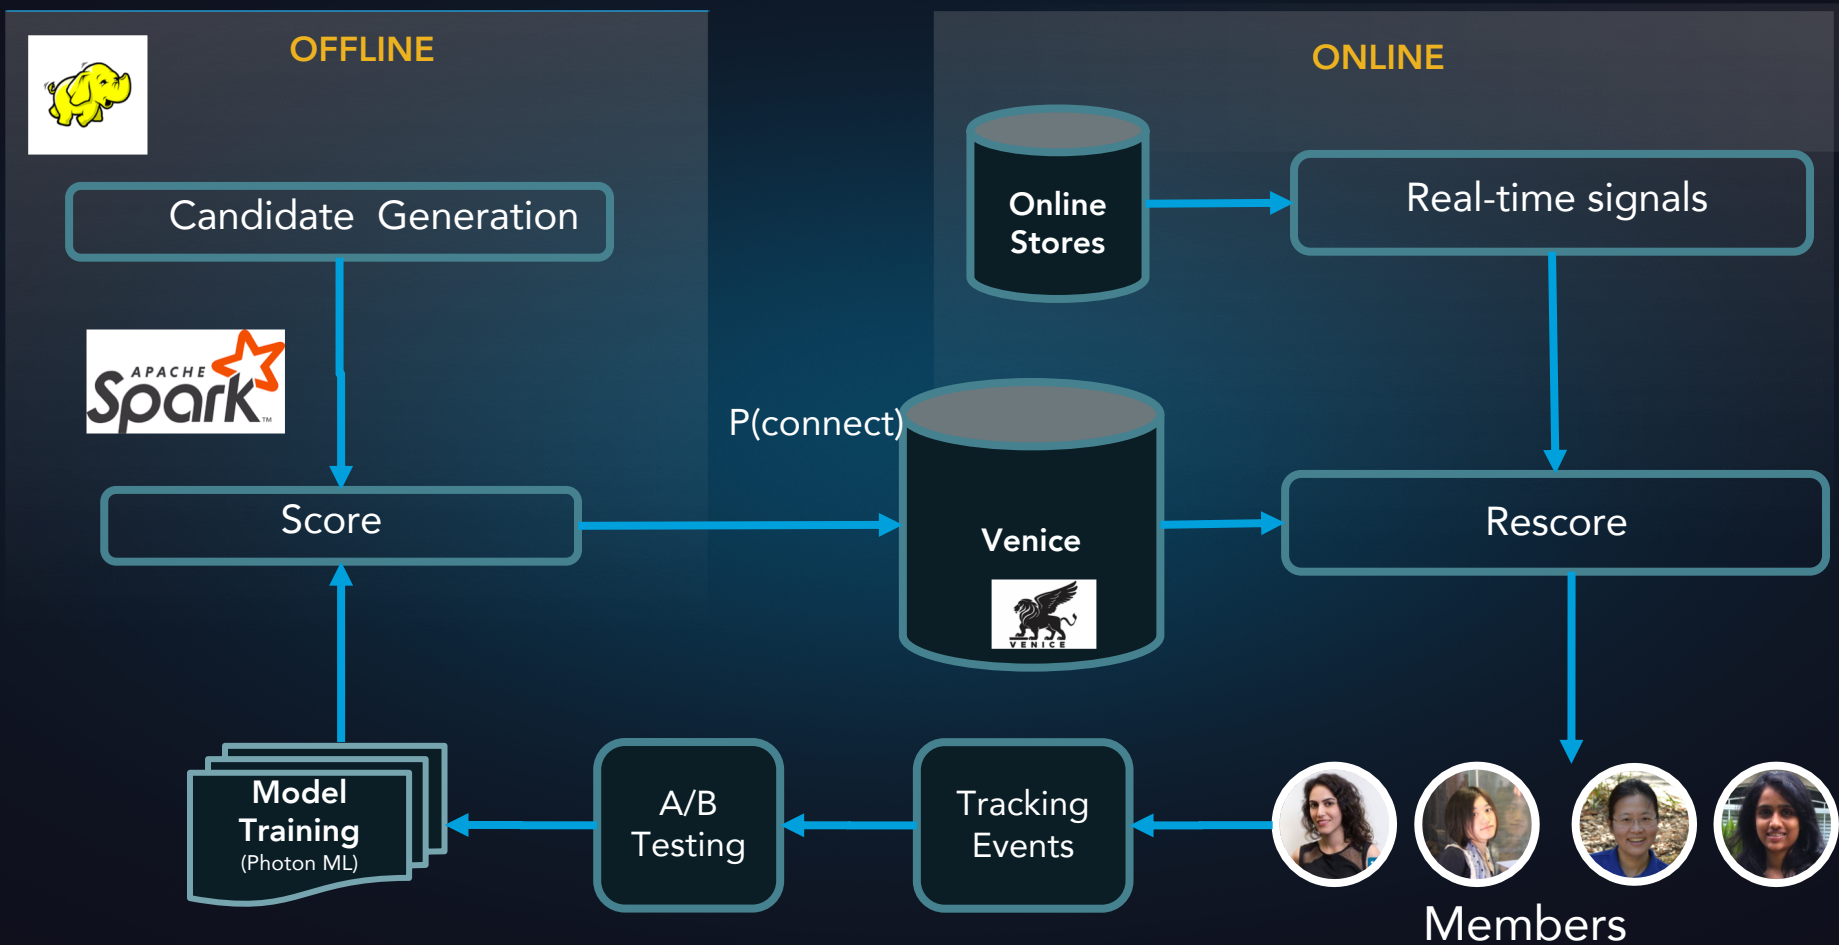 OFFLINE
ONLINE
Candidate  Generation
Online
Stores
Real-time signals
APACHE
Spark
TM
P(connect)
Score
Venice
VENICE
Rescore
Model
Training
(Photon ML)
A/B
Testing
Tracking
Events
Members